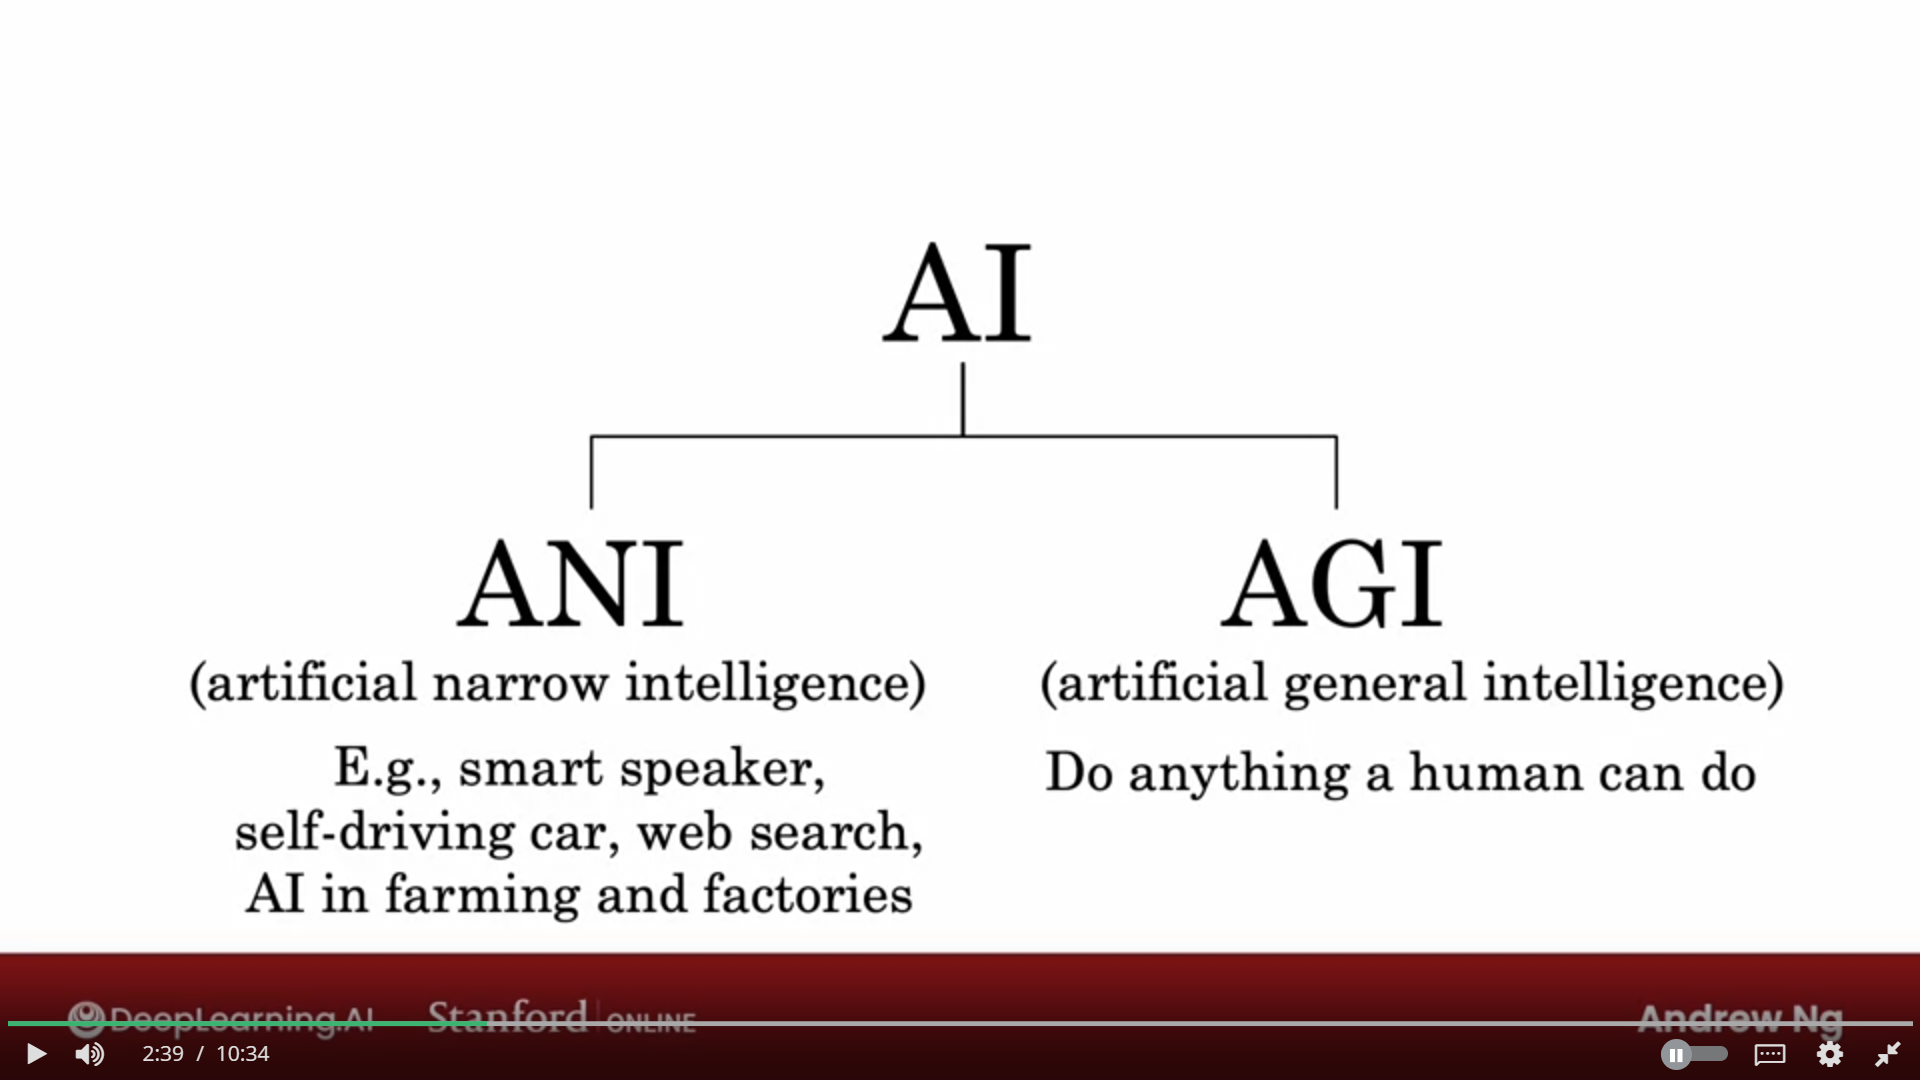 AI
ANI
AGI
(artificial narrow intelligence)
(artificial general intelligence)
E.g., smart speaker,
self-driving car, web search,
AI in farming and factories
Do anything a human can do
DeepLearning.AI
Stanford | ONLINE
Andrew Ng
2:39 / 10:34